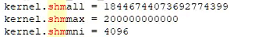 kernel.shmall = 18446744073692774399
kernel.shmmax = 200000000000
kernel.shmmni = 4096